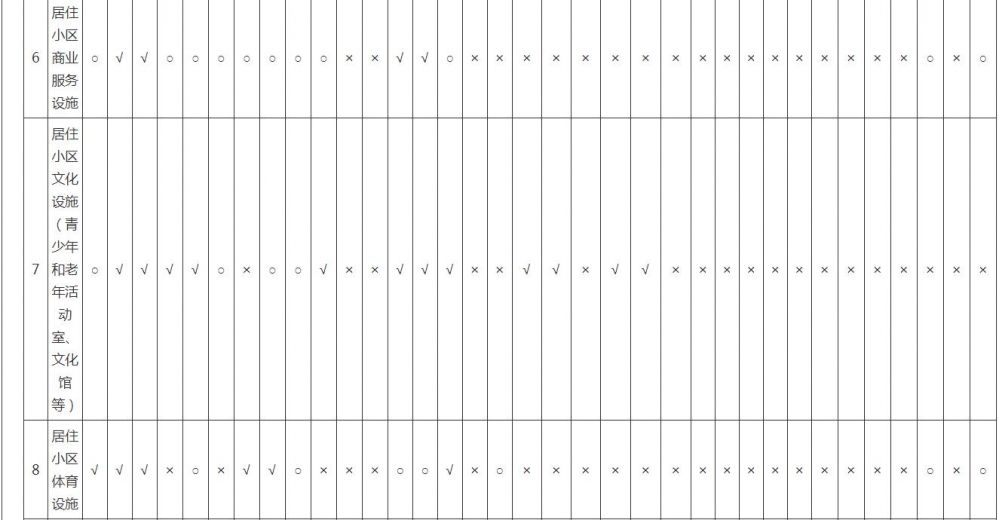 居住
小区
商业
服务
设施
6 ○ √ √ ○ ○ ○ ○ ○ ○ ○ × × √ √ ○ × × × × × × × × × × × × × × × × × ○ × ○
居住
小区
文化
设施
（青
少年
和老
年活
动
室、
文化
馆
等）
7 ○ √ √ √ √ ○ × ○ ○ √ × × √ √ √ × × √ √ × √ √ × × × × × × × × × × × × ×
居住
小区
体育
设施
8 √ √ √ × ○ × √ √ ○ × × × ○ ○ √ × ○ × × × × × × × × × × × × × × × ○ × ○